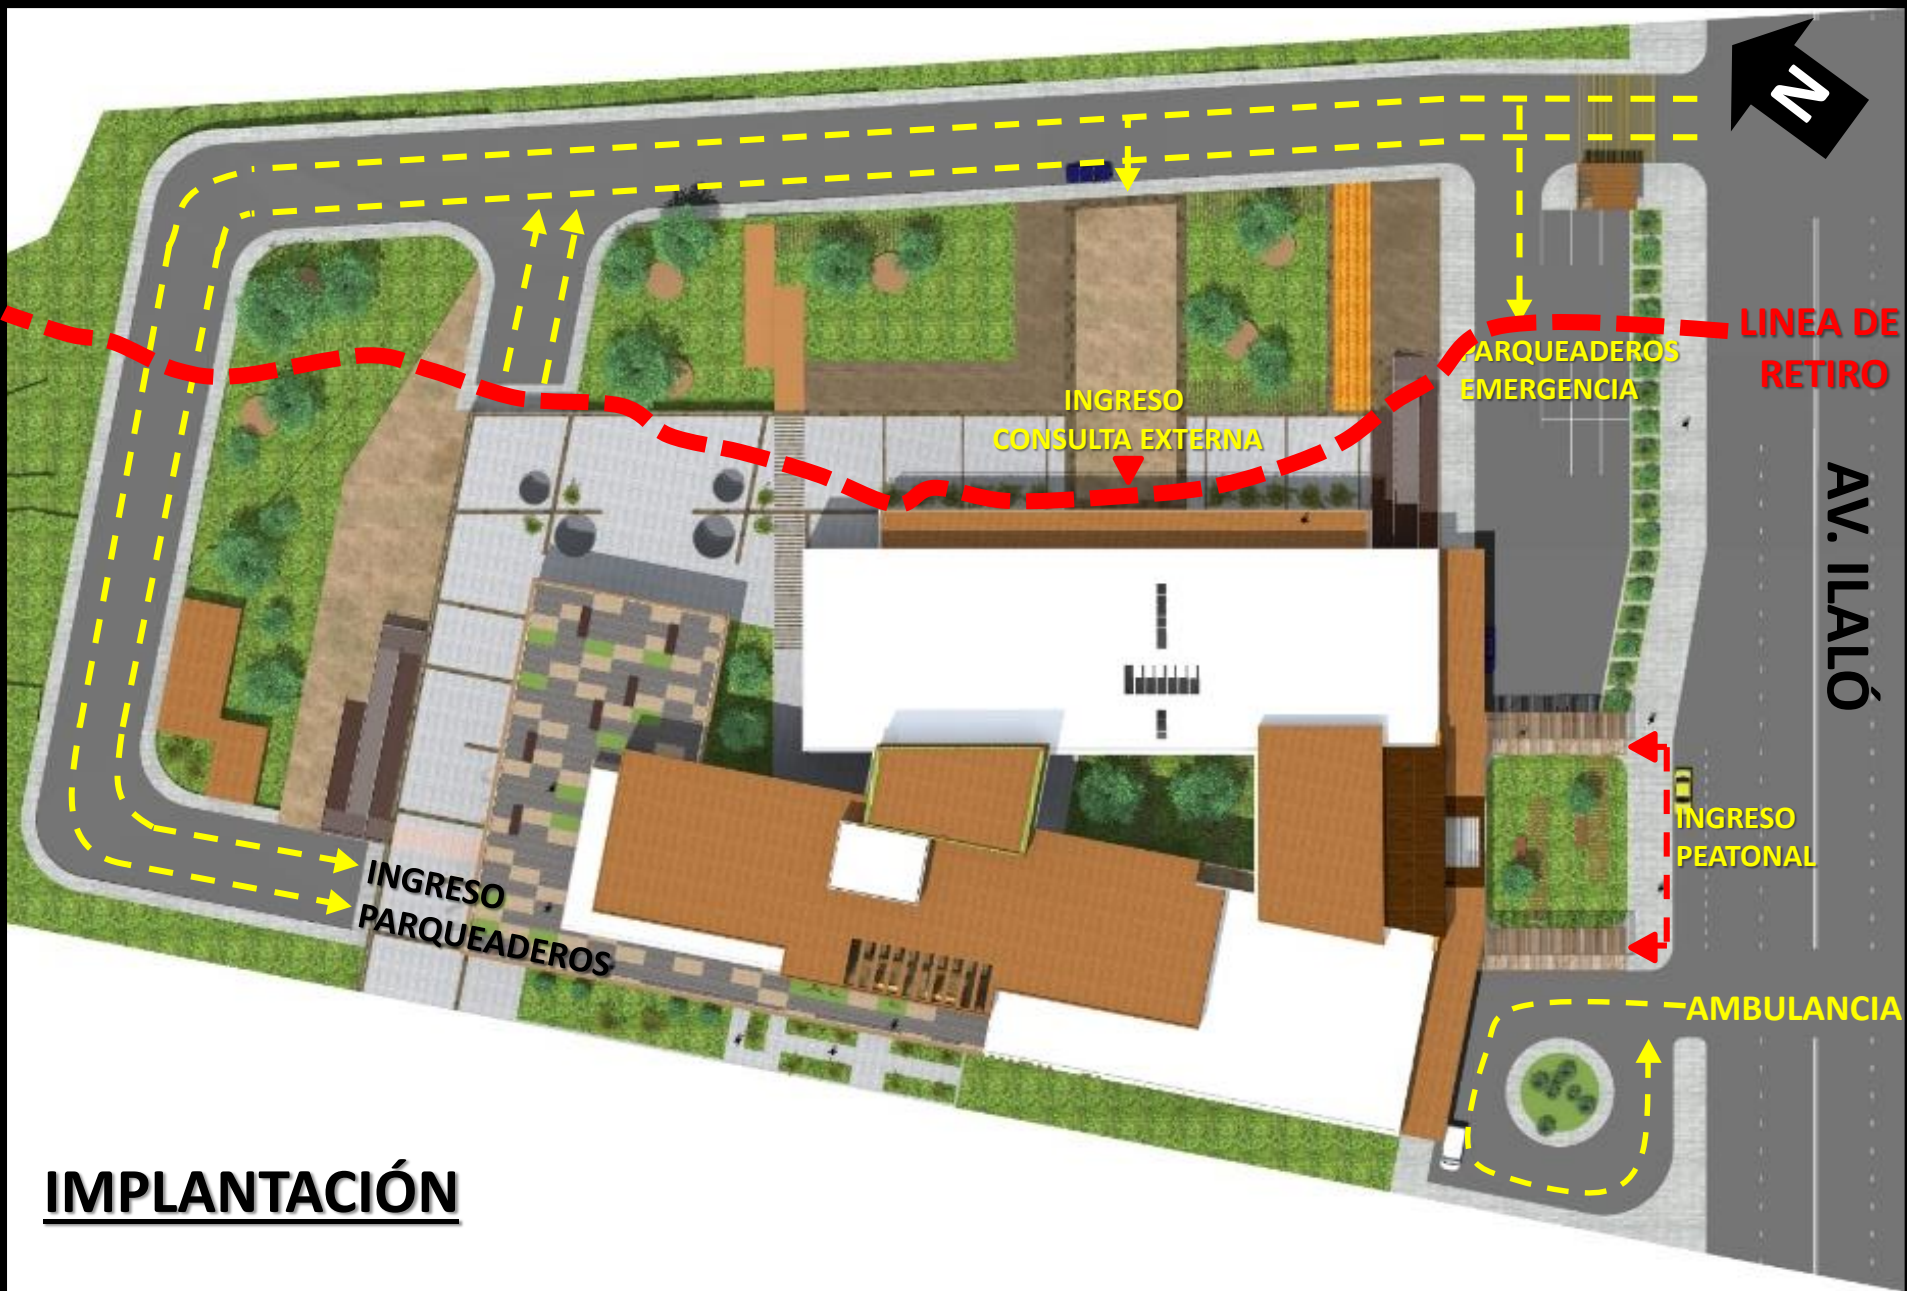 N
LINEA DE
RETIRO
PARQUEADEROS
EMERGENCIA
INGRESO
CONSULTA EXTERNA
AV. ILALÓ
INGRESO
PEATONAL
INGRESO
PARQUEADEROS
AMBULANCIA
IMPLANTACIÓN